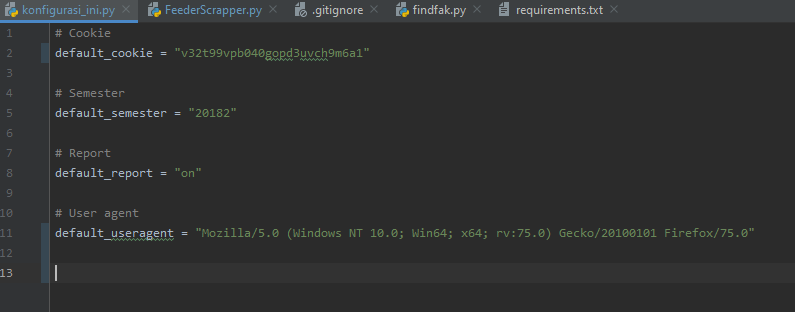 konfigurasi_ini.py FeederScrapper.py .gitignore findfak.py requirements.txt
1 # Cookie
2 default_cookie = "v32t99vpb040gopd3uvch9m6a1"
3
4 # Semester
5 default_semester = "20182"
6
7 # Report
8 default_report = "on"
9
10 # User agent
11 default_useragent = "Mozilla/5.0 (Windows NT 10.0; Win64; x64; rv:75.0) Gecko/20100101 Firefox/75.0"
12
13